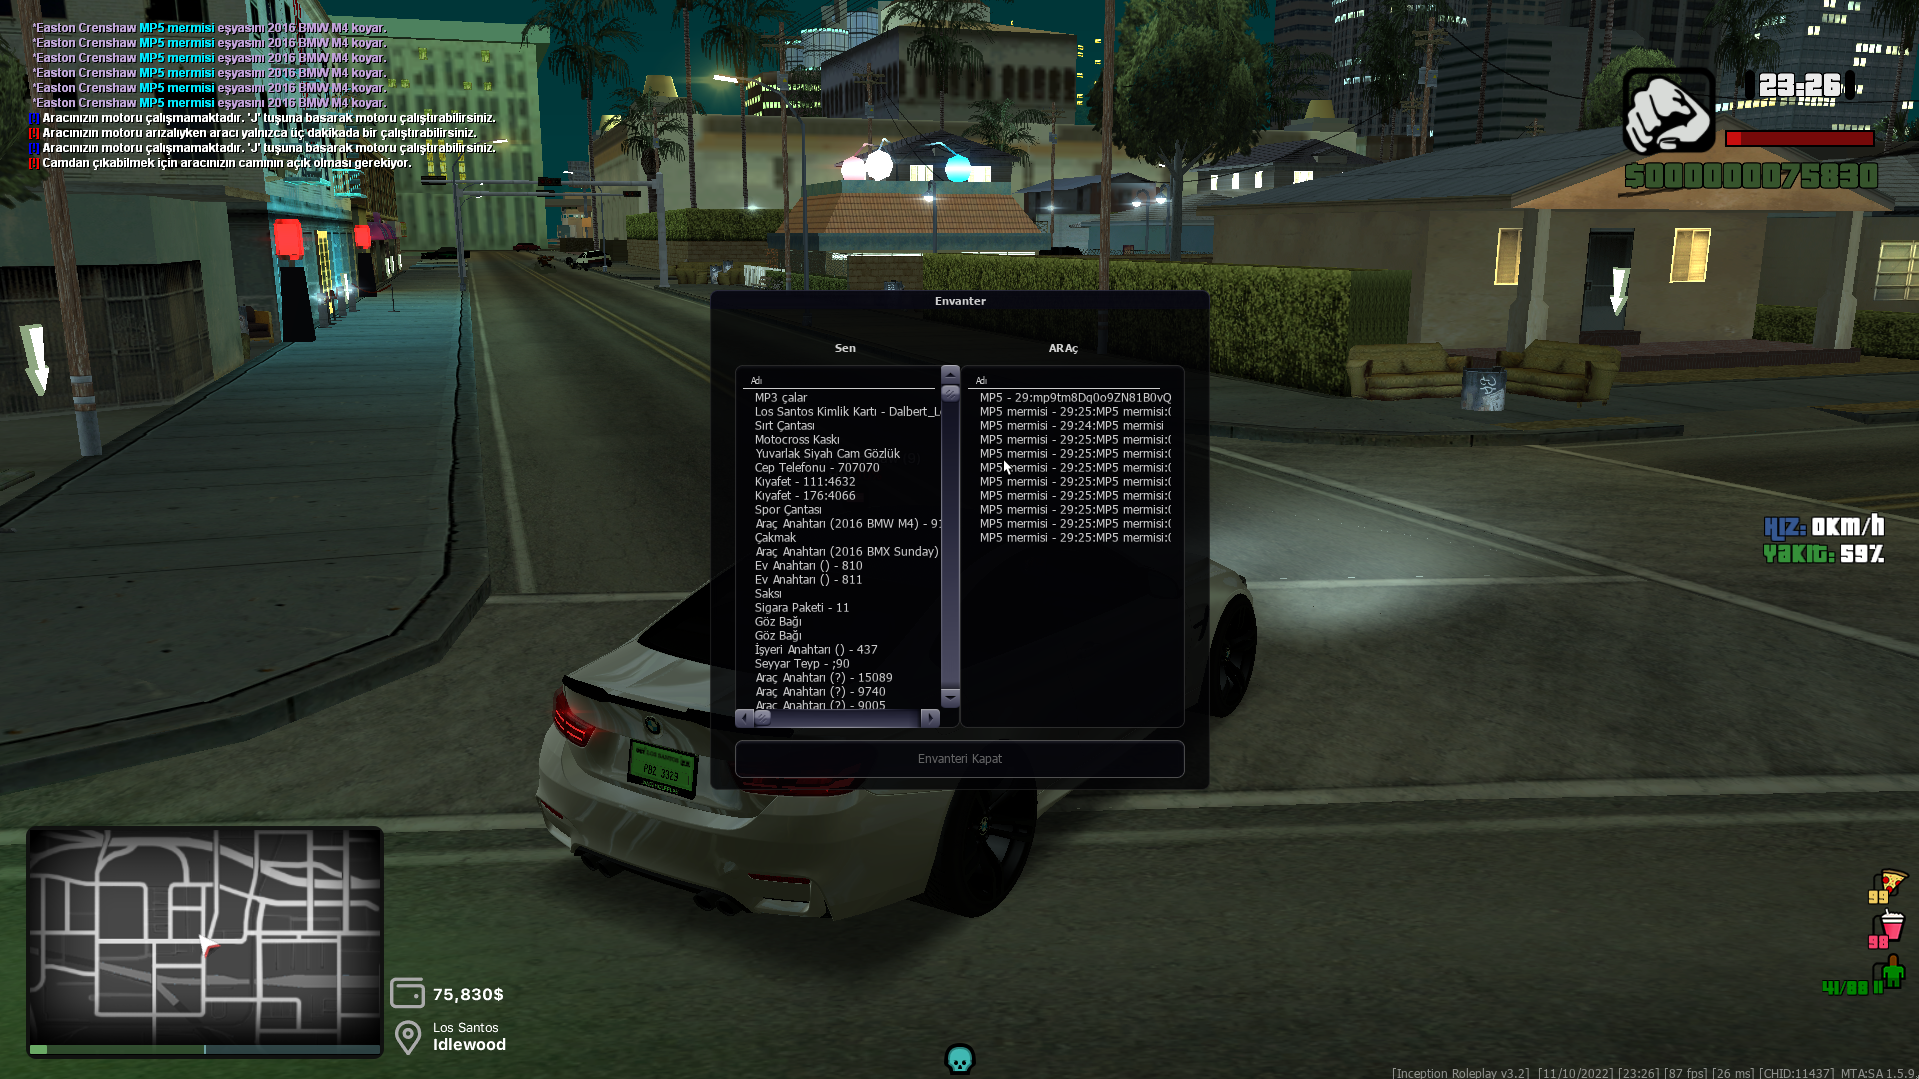 *Easton Crenshaw MP5 mermisi eşyasını 2016 BMW M4 koyar.
*Easton Crenshaw MP5 mermisi eşyasını 2016 BMW M4 koyar.
*Easton Crenshaw MP5 mermisi eşyasını 2016 BMW M4 koyar.
*Easton Crenshaw MP5 mermisi eşyasını 2016 BMW M4 koyar.
*Easton Crenshaw MP5 mermisi eşyasını 2016 BMW M4 koyar.
*Easton Crenshaw MP5 mermisi eşyasını 2016 BMW M4 koyar.
[!] Aracınızın motoru çalışmamaktadır. 'J' tuşuna basarak motoru çalıştırabilirsiniz.
[!] Aracınızın motoru arızalıyken aracı yalnızca üç dakikada bir çalıştırabilirsiniz.
[!] Aracınızın motoru çalışmamaktadır. 'J' tuşuna basarak motoru çalıştırabilirsiniz.
[!] Camdan çıkabilmek için aracınızın camının açık olması gerekiyor.
23:26
$000000075830
Envanter
Sen
ARAç
Adı
MP3 çalar
Los Santos Kimlik Kartı - Dalbert_L
Sırt Çantası
Motocross Kaskı
Yuvarlak Siyah Cam Gözlük
Cep Telefonu - 707070
Kıyafet - 111:4632
Kıyafet - 176:4066
Spor Çantası
Araç Anahtarı (2016 BMW M4) - 91
Çakmak
Araç Anahtarı (2016 BMX Sunday)
Ev Anahtarı () - 810
Ev Anahtarı () - 811
Saksı
Sigara Paketi - 11
Göz Bağı
Göz Bağı
İşyeri Anahtarı () - 437
Seyyar Teyp - ;90
Araç Anahtarı (?) - 15089
Araç Anahtarı (?) - 9740
Araç Anahtarı (?) - 9005
Adı
MP5 - 29:mp9tm8Dq0o9ZN81B0vQ
MP5 mermisi - 29:25:MP5 mermisi:(
MP5 mermisi - 29:24:MP5 mermisi
MP5 mermisi - 29:25:MP5 mermisi:(
MP5 mermisi - 29:25:MP5 mermisi:(
MP5 mermisi - 29:25:MP5 mermisi:(
MP5 mermisi - 29:25:MP5 mermisi:(
MP5 mermisi - 29:25:MP5 mermisi:(
MP5 mermisi - 29:25:MP5 mermisi:(
MP5 mermisi - 29:25:MP5 mermisi:(
MP5 mermisi - 29:25:MP5 mermisi:(
Envanteri Kapat
HIZ: 0km/h
Yakıt: 59%
P8Z 3329
99
98
41/88
75,830$
Los Santos
Idlewood
[Inception Roleplay v3.2] [11/10/2022] [23:26] [87 fps] [26 ms] [CHID:11437] MTA:SA 1.5.9